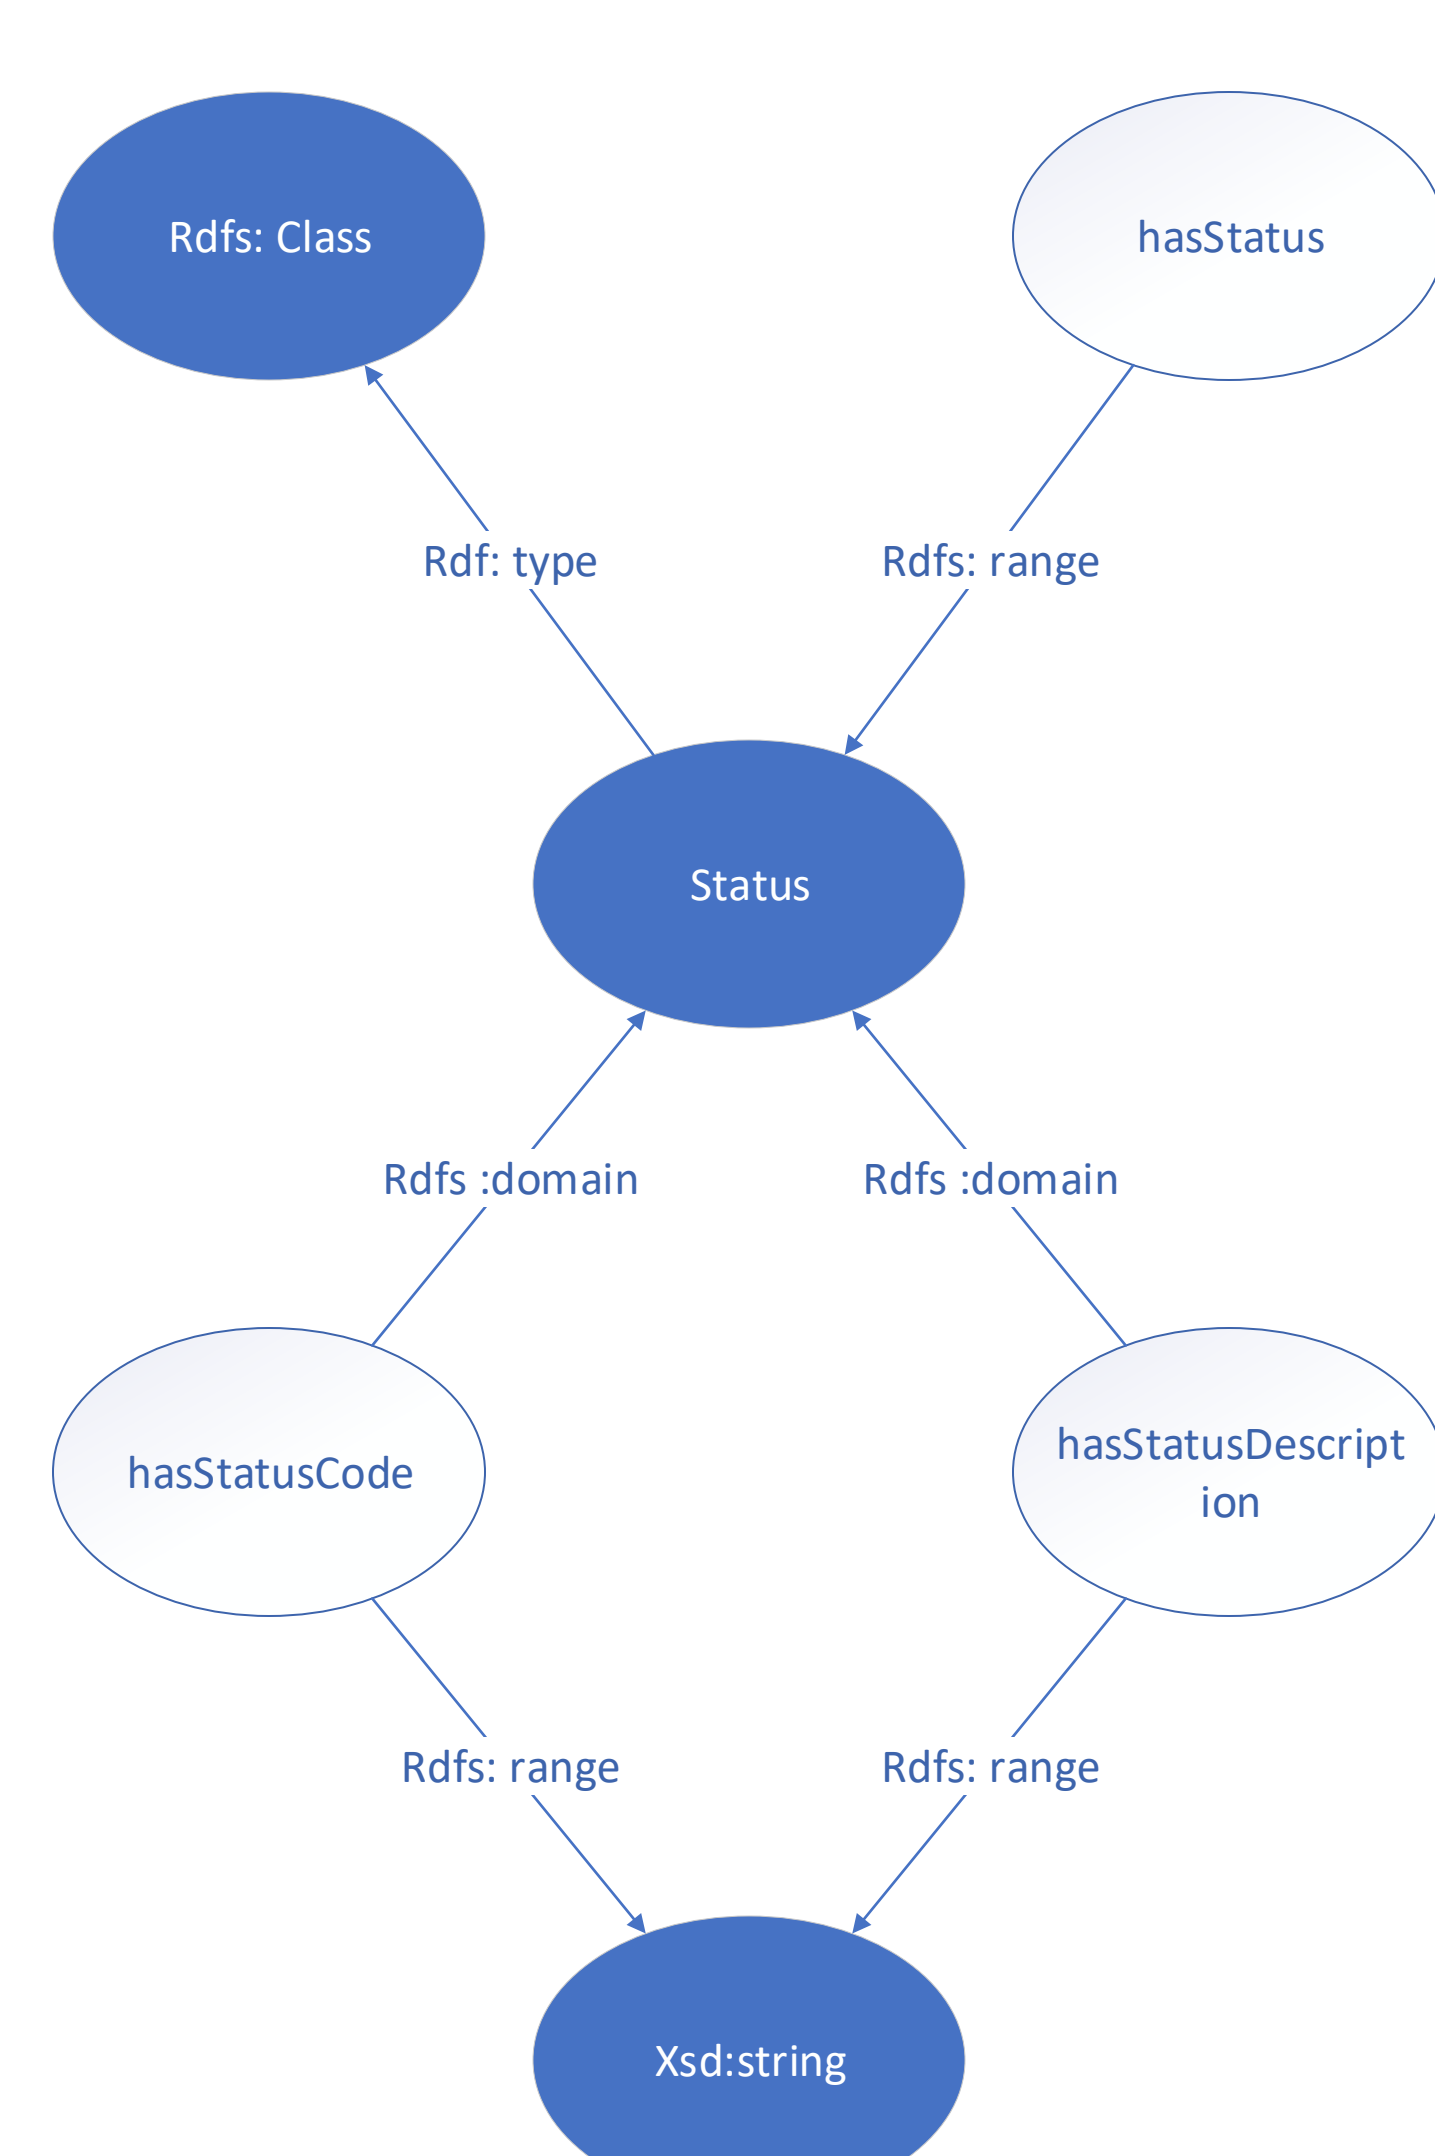 Rdfs: Class
hasStatus
Rdf: type
Rdfs: range
Status
Rdfs :domain
Rdfs :domain
hasStatusCode
hasStatusDescript
ion
Rdfs: range
Rdfs: range
Xsd:string